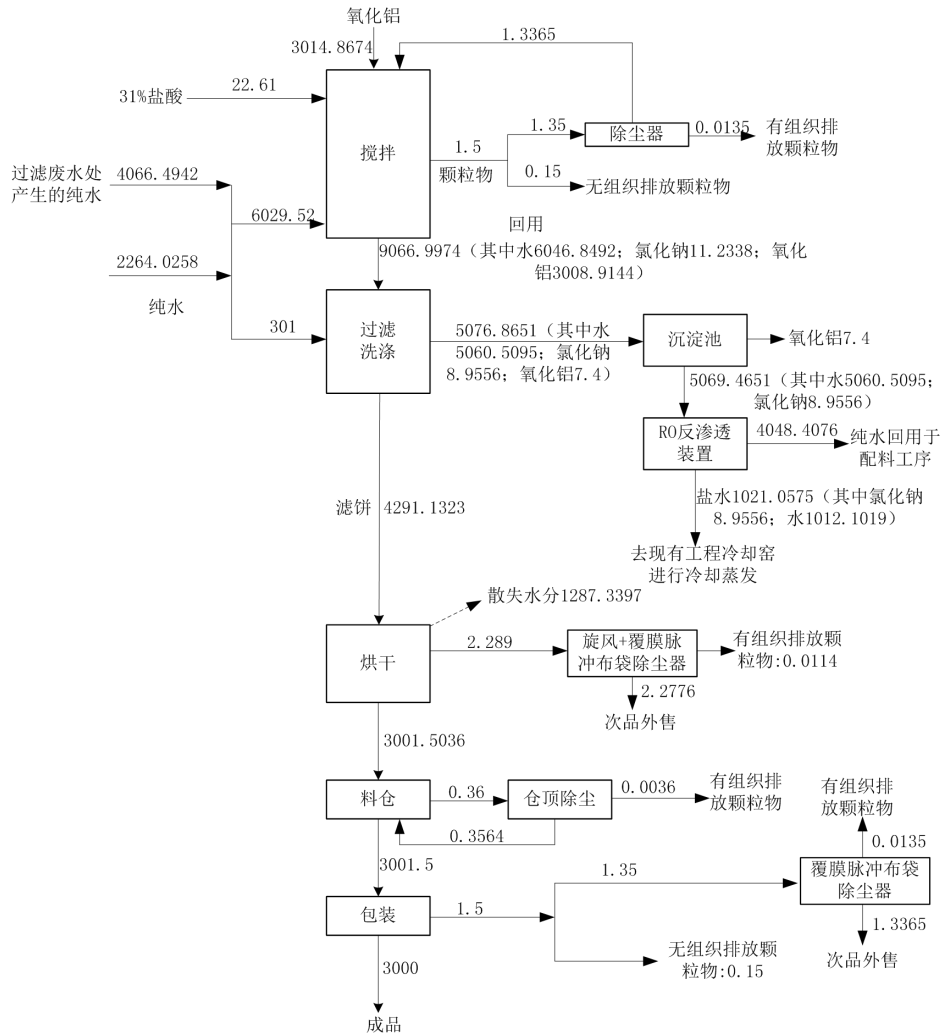 氧化铝
3014.8674
1.3365
31%盐酸
22.61
搅拌
1.5
颗粒物
1.35
除尘器
0.0135
有组织排
放颗粒物
0.15
无组织排放颗粒物
过滤废水处
产生的纯水
4066.4942
6029.52
回用
9066.9974（其中水6046.8492；氯化钠11.2338；氧化
铝3008.9144）
2264.0258
纯水
301
过滤
洗涤
5076.8651（其中水
5060.5095；氯化钠
8.9556；氧化铝7.4）
沉淀池
氧化铝7.4
5069.4651（其中水5060.5095；
氯化钠8.9556）
RO反渗透
装置
4048.4076
纯水回用于
配料工序
盐水1021.0575（其中氯化钠
8.9556；水1012.1019）
去现有工程冷却窑
进行冷却蒸发
滤饼
4291.1323
散失水分1287.3397
烘干
2.289
旋风+覆膜脉
冲布袋除尘器
有组织排放颗
粒物:0.0114
2.2776
次品外售
3001.5036
料仓
0.36
仓顶除尘
0.0036
有组织排
放颗粒物
0.3564
3001.5
有组织排
放颗粒物
0.0135
包装
1.5
1.35
覆膜脉冲布袋
除尘器
1.3365
次品外售
无组织排放颗
粒物:0.15
3000
成品